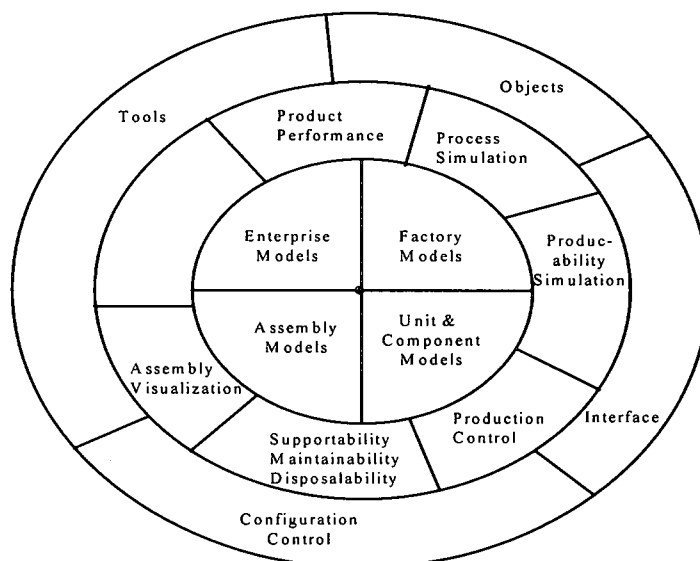 Tools
Objects
Product
Performance
Process
Simulation
Enterprise
Models
Factory
Models
Produc-
ability
Simulation
Assembly
Models
Unit &
Component
Models
Assembly
Visualization
Supportability
Maintainability
Disposalability
Production
Control
Interface
Configuration
Control